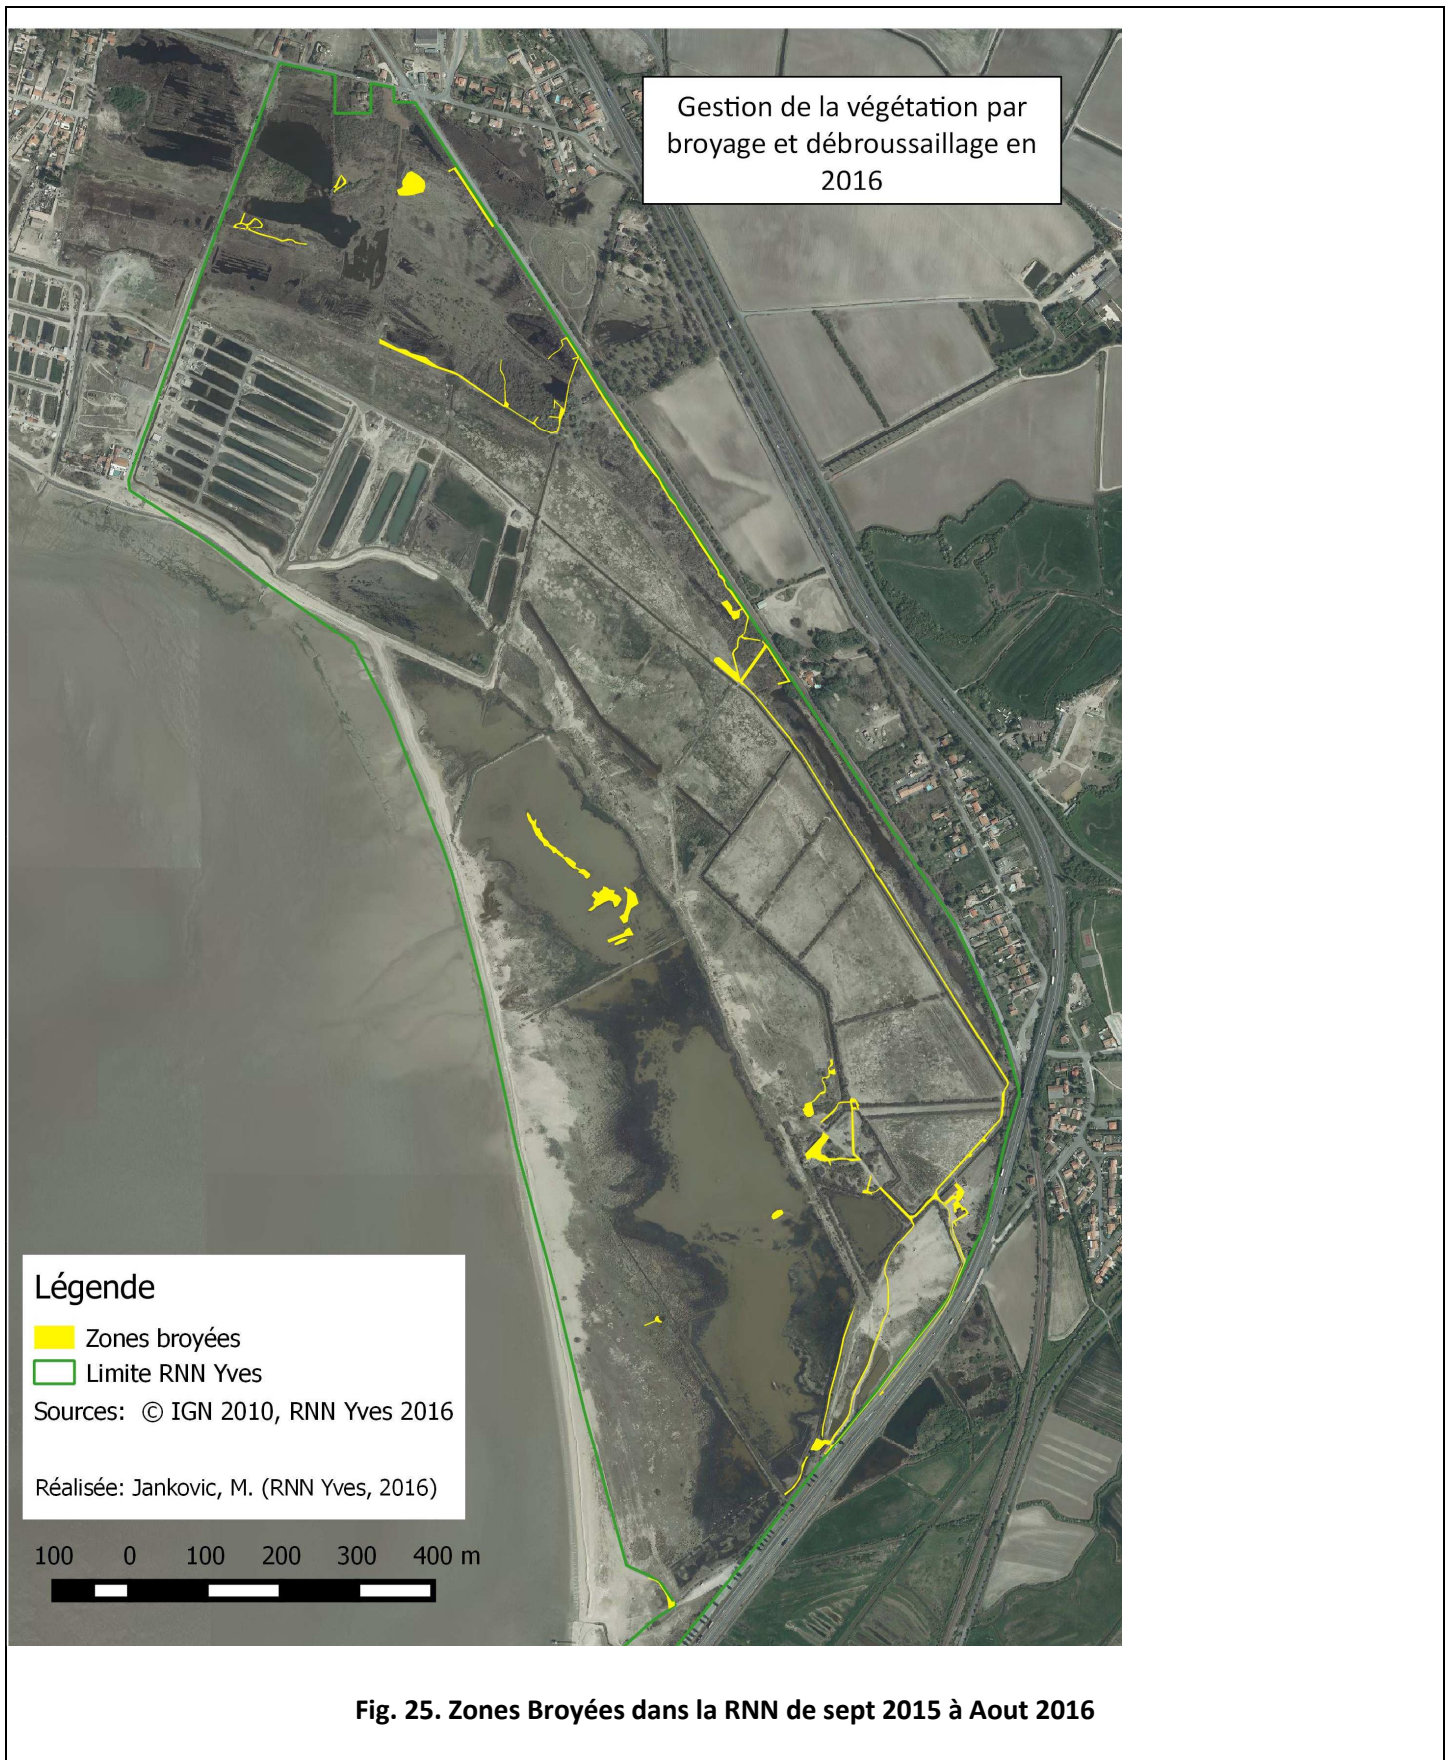 Gestion de la végétation par
broyage et débroussaillage en
2016
Légende
Zones broyées
Limite RNN Yves
Sources: © IGN 2010, RNN Yves 2016
Réalisée: Jankovic, M. (RNN Yves, 2016)
100 0 100 200 300 400 m
Fig. 25. Zones Broyées dans la RNN de sept 2015 à Aout 2016